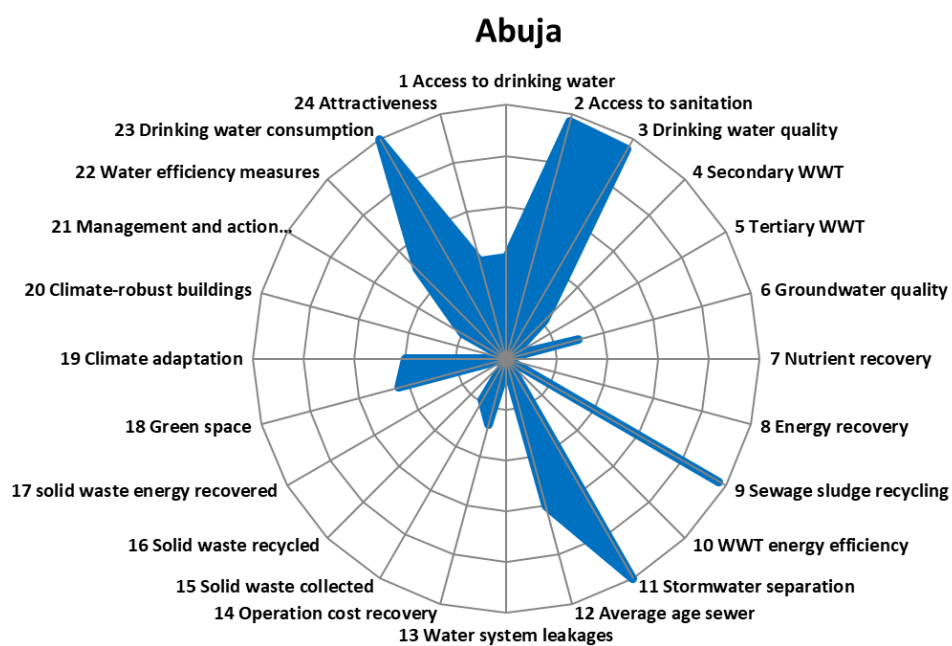 Abuja
1 Access to drinking water
2 Access to sanitation
3 Drinking water quality
4 Secondary WWT
5 Tertiary WWT
6 Groundwater quality
7 Nutrient recovery
8 Energy recovery
9 Sewage sludge recycling
10 WWT energy efficiency
11 Stormwater separation
12 Average age sewer
13 Water system leakages
14 Operation cost recovery
15 Solid waste collected
16 Solid waste recycled
17 solid waste energy recovered
18 Green space
19 Climate adaptation
20 Climate-robust buildings
21 Management and action...
22 Water efficiency measures
23 Drinking water consumption
24 Attractiveness